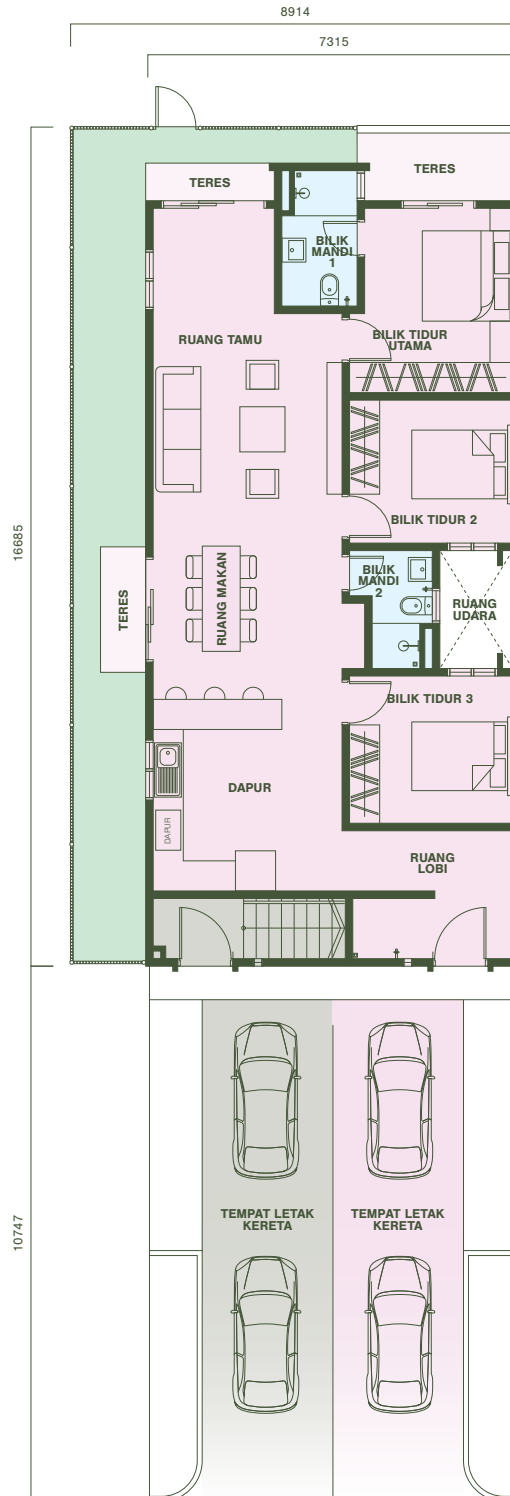 8914
7315
TERES
TERES
BILIK
MANDI
1
RUANG TAMU
BILIK TIDUR
UTAMA
16685
BILIK TIDUR 2
RUANG MAKAN
BILIK
MANDI
2
TERES
RUANG
UDARA
BILIK TIDUR 3
DAPUR
DAPUR
RUANG
LOBI
TEMPAT LETAK
KERETA
TEMPAT LETAK
KERETA
10747